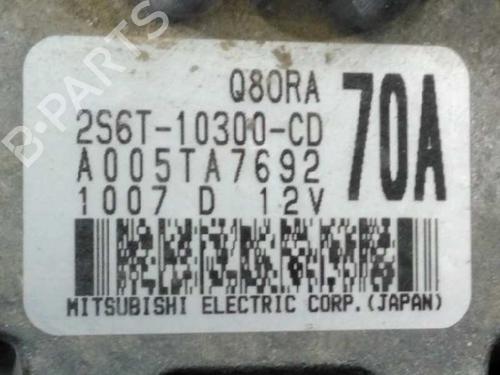 B-PARTS
Q80RA
70A
2S6T-10300-CD
A005TA7692
1007 D 12V
MITSUBISHI ELECTRIC CORP.(JAPAN)